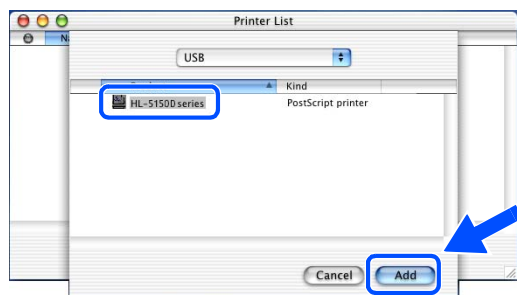 Printer List
USB
Kind
HL-5150D series
PostScript printer
Cancel
Add